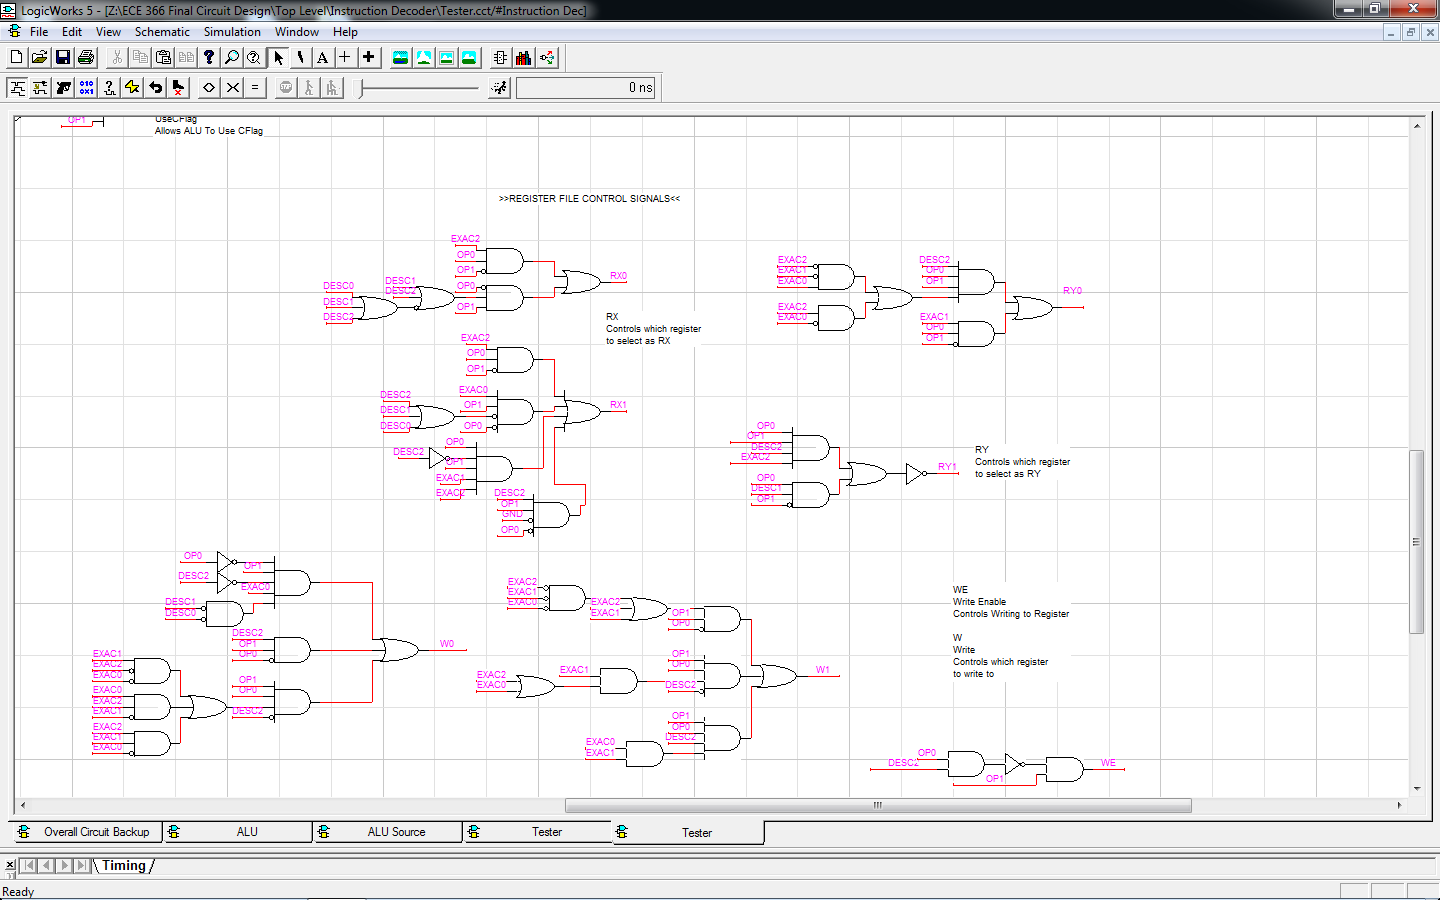 LogicWorks 5 - [Z:\ECE 366 Final Circuit Design\Top Level\Instruction Decoder\Tester.cct/#Instruction Dec]
File Edit View Schematic Simulation Window Help
0 ns
OP1
UseCFlag
Allows ALU To Use CFlag
>>REGISTER FILE CONTROL SIGNALS<<
EXAC2
OP0
OP1
DESC0
DESC1
DESC2
DESC1
DESC2
OP0
OP1
RX0
RX
Controls which register
to select as RX
EXAC2
OP0
OP1
DESC2
DESC1
DESC0
EXAC0
OP1
OP0
RX1
DESC2
OP0
OP1
EXAC1
EXAC2
DESC2
OP1
GND
OP0
EXAC2
EXAC1
EXAC0
EXAC2
EXAC0
DESC2
OP0
OP1
EXAC1
OP0
OP1
RY0
OP0
OP1
DESC2
EXAC2
OP0
DESC1
OP1
RY1
RY
Controls which register
to select as RY
OP0
OP1
DESC2
EXAC0
DESC1
DESC0
DESC2
OP1
OP0
EXAC1
EXAC2
EXAC0
EXAC0
EXAC2
EXAC1
EXAC2
EXAC1
EXAC0
OP1
OP0
DESC2
W0
EXAC2
EXAC1
EXAC0
EXAC2
EXAC1
OP1
OP0
EXAC2
EXAC0
EXAC1
OP1
OP0
DESC2
OP1
OP0
DESC2
EXAC0
EXAC1
W1
WE
Write Enable
Controls Writing to Register
W
Write
Controls which register
to write to
OP0
DESC2
OP1
WE
Overall Circuit Backup ALU ALU Source Tester Tester
Timing
Ready